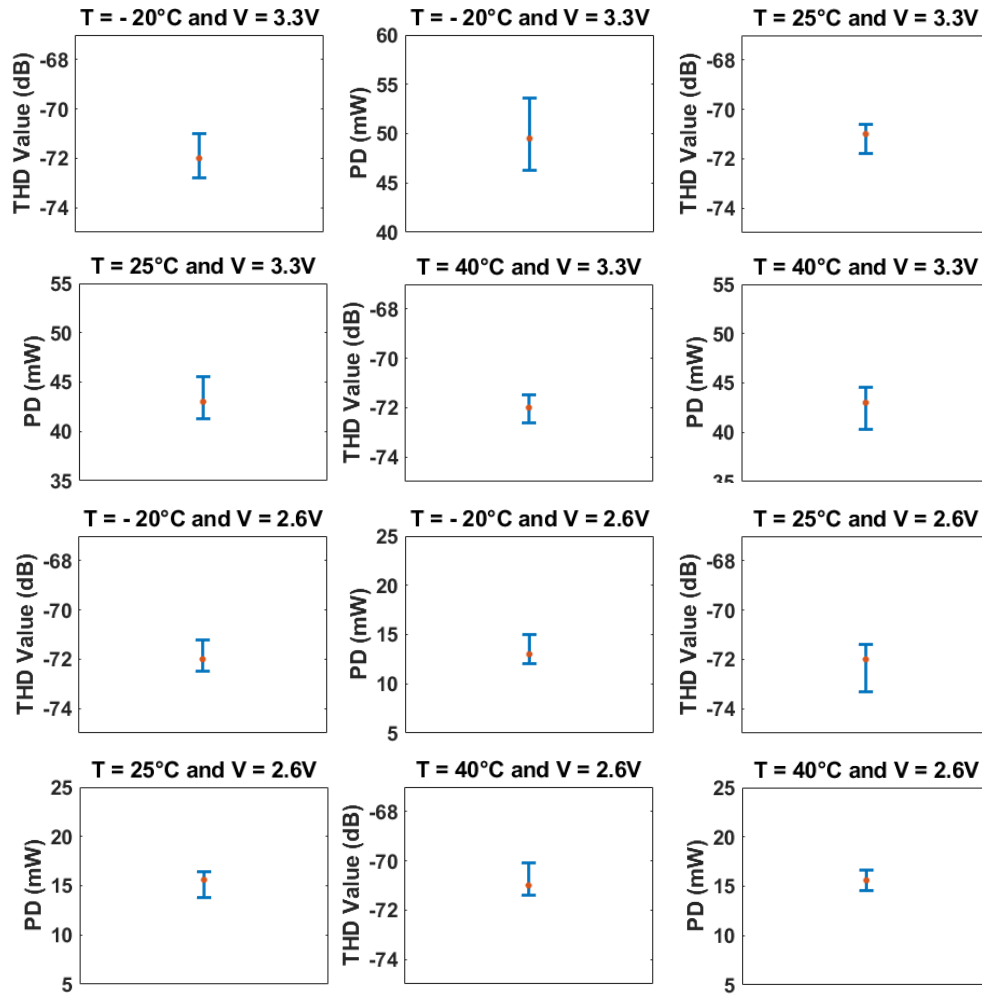 T = - 20°C and V = 3.3V
THD Value (dB)
-68
-70
-72
-74
T = - 20°C and V = 3.3V
PD (mW)
60
55
50
45
40
T = 25°C and V = 3.3V
THD Value (dB)
-68
-70
-72
-74
T = 25°C and V = 3.3V
PD (mW)
55
50
45
40
35
T = 40°C and V = 3.3V
THD Value (dB)
-68
-70
-72
-74
T = 40°C and V = 3.3V
PD (mW)
55
50
45
40
35
T = - 20°C and V = 2.6V
THD Value (dB)
-68
-70
-72
-74
T = - 20°C and V = 2.6V
PD (mW)
25
20
15
10
5
T = 25°C and V = 2.6V
THD Value (dB)
-68
-70
-72
-74
T = 25°C and V = 2.6V
PD (mW)
25
20
15
10
5
T = 40°C and V = 2.6V
THD Value (dB)
-68
-70
-72
-74
T = 40°C and V = 2.6V
PD (mW)
25
20
15
10
5